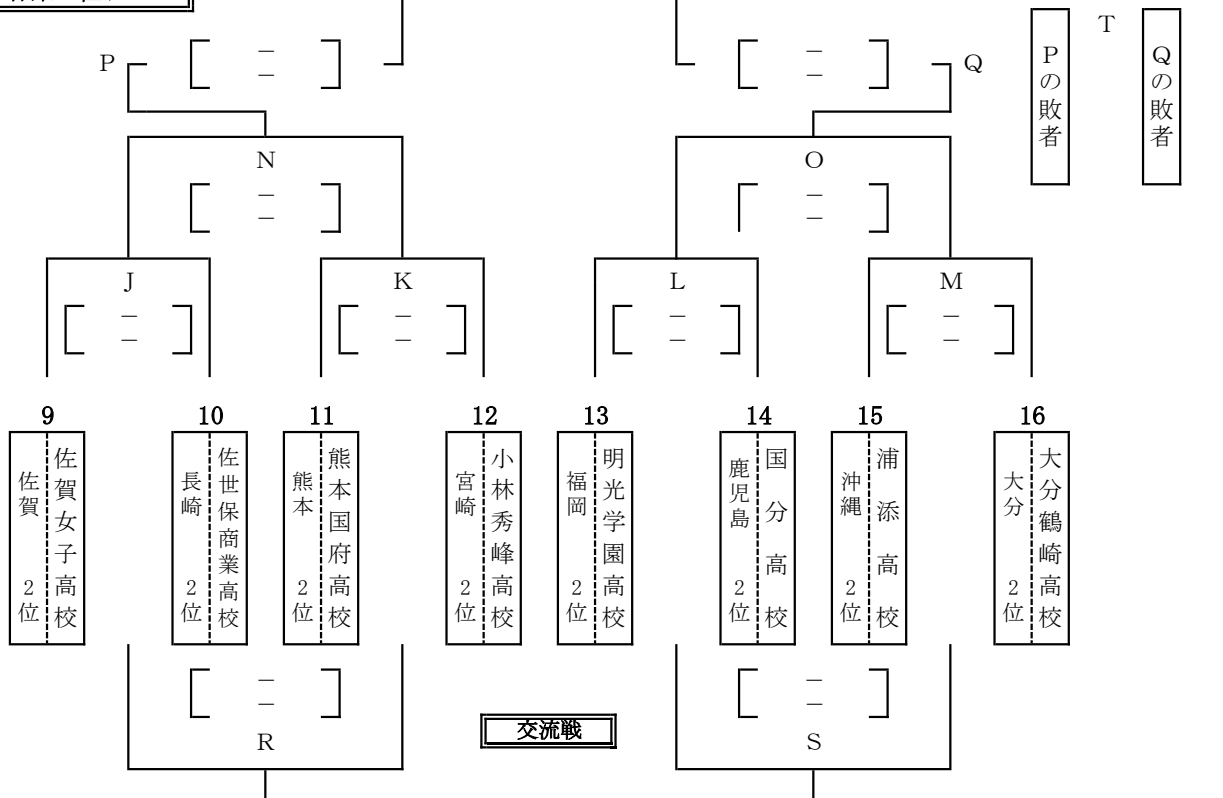 P
Q
T
Pの敗者
Qの敗者
N
O
J
K
L
M
9
10
11
12
13
14
15
16
佐賀女子高校
佐賀 2位
佐世保商業高校
長崎 2位
熊本国府高校
熊本 2位
小林秀峰高校
宮崎 2位
明光学園高校
福岡 2位
国分高校
鹿児島 2位
浦添高校
沖縄 2位
大分鶴崎高校
大分 2位
R
交流戦
S